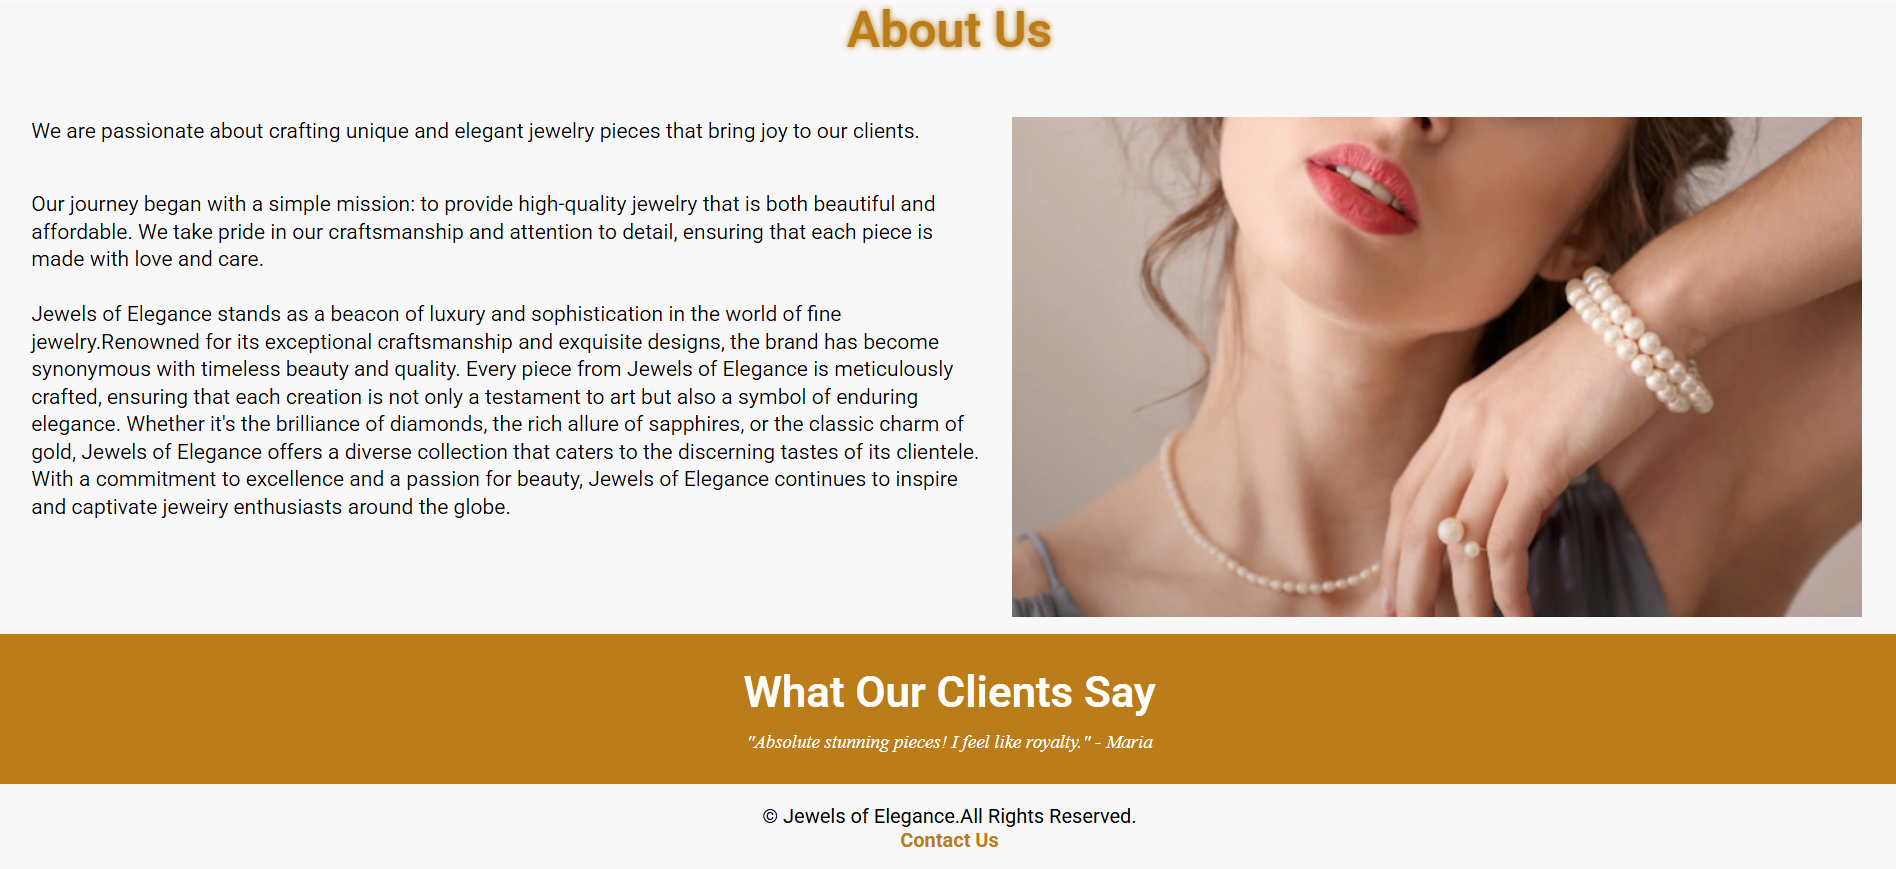 About Us
We are passionate about crafting unique and elegant jewelry pieces that bring joy to our clients.
Our journey began with a simple mission: to provide high-quality jewelry that is both beautiful and
affordable. We take pride in our craftsmanship and attention to detail, ensuring that each piece is
made with love and care.
Jewels of Elegance stands as a beacon of luxury and sophistication in the world of fine
jewelry.Renowned for its exceptional craftsmanship and exquisite designs, the brand has become
synonymous with timeless beauty and quality. Every piece from Jewels of Elegance is meticulously
crafted, ensuring that each creation is not only a testament to art but also a symbol of enduring
elegance. Whether it's the brilliance of diamonds, the rich allure of sapphires, or the classic charm of
gold, Jewels of Elegance offers a diverse collection that caters to the discerning tastes of its clientele.
With a commitment to excellence and a passion for beauty, Jewels of Elegance continues to inspire
and captivate jeweiry enthusiasts around the globe.
What Our Clients Say
"Absolute stunning pieces! I feel like royalty." - Maria
© Jewels of Elegance.All Rights Reserved.
Contact Us